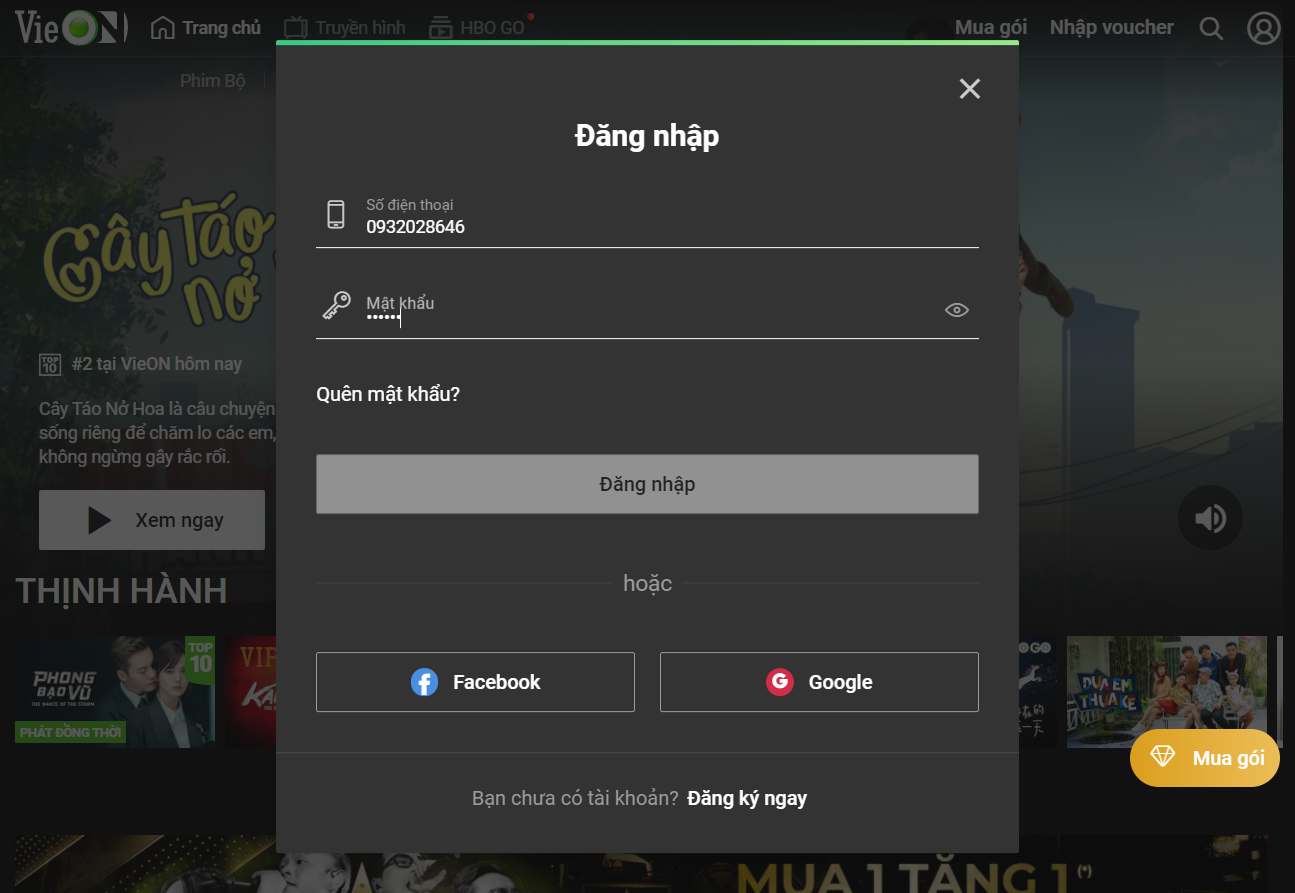 VieON
Trang chủ
Truyền hình
HBO GO
Mua gói
Nhập voucher
Phim Bộ
Đăng nhập
Số điện thoại
0932028646
Mật khẩu
••••••
Quên mật khẩu?
Đăng nhập
hoặc
Facebook
Google
Bạn chưa có tài khoản? Đăng ký ngay
Cây táo
nở
TOP
10
#2 tại VieON hôm nay
Cây Táo Nở Hoa là câu chuyện
sống riêng để chăm lo các em,
không ngừng gây rắc rối.
Xem ngay
THỊNH HÀNH
PHONG
BẠO VŨ
THE DANCE OF THE STORM
TOP
10
PHÁT ĐỒNG THỜI
VIP
DƯA EM
THUA KE
Mua gói
MUA 1 TẶNG 1 (*)